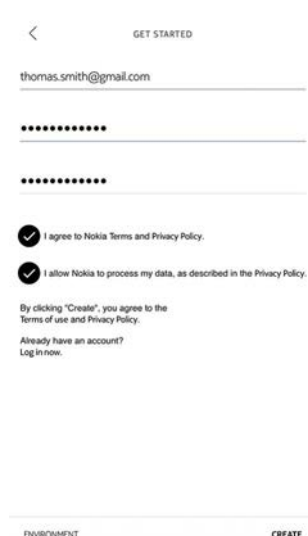 GET STARTED
thomas.smith@gmail.com
••••••••••••
••••••••••••
I agree to Nokia Terms and Privacy Policy.
I allow Nokia to process my data, as described in the Privacy Policy.
By clicking "Create", you agree to the
Terms of use and Privacy Policy.
Already have an account?
Log in now.
ENVIRONMENT CREATE